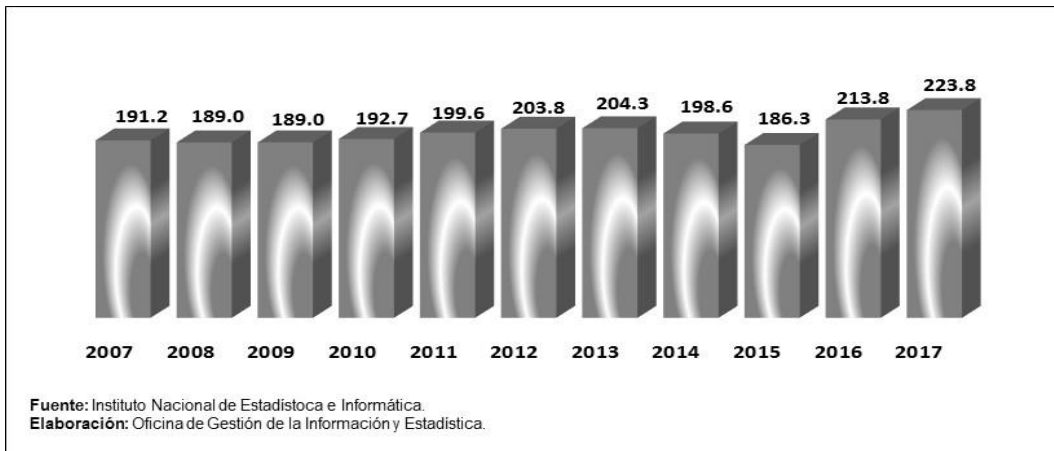 191.2 189.0 189.0 192.7 199.6 203.8 204.3 198.6 186.3 213.8 223.8
2007 2008 2009 2010 2011 2012 2013 2014 2015 2016 2017
Fuente: Instituto Nacional de Estadístoca e Informática.
Elaboración: Oficina de Gestión de la Información y Estadística.